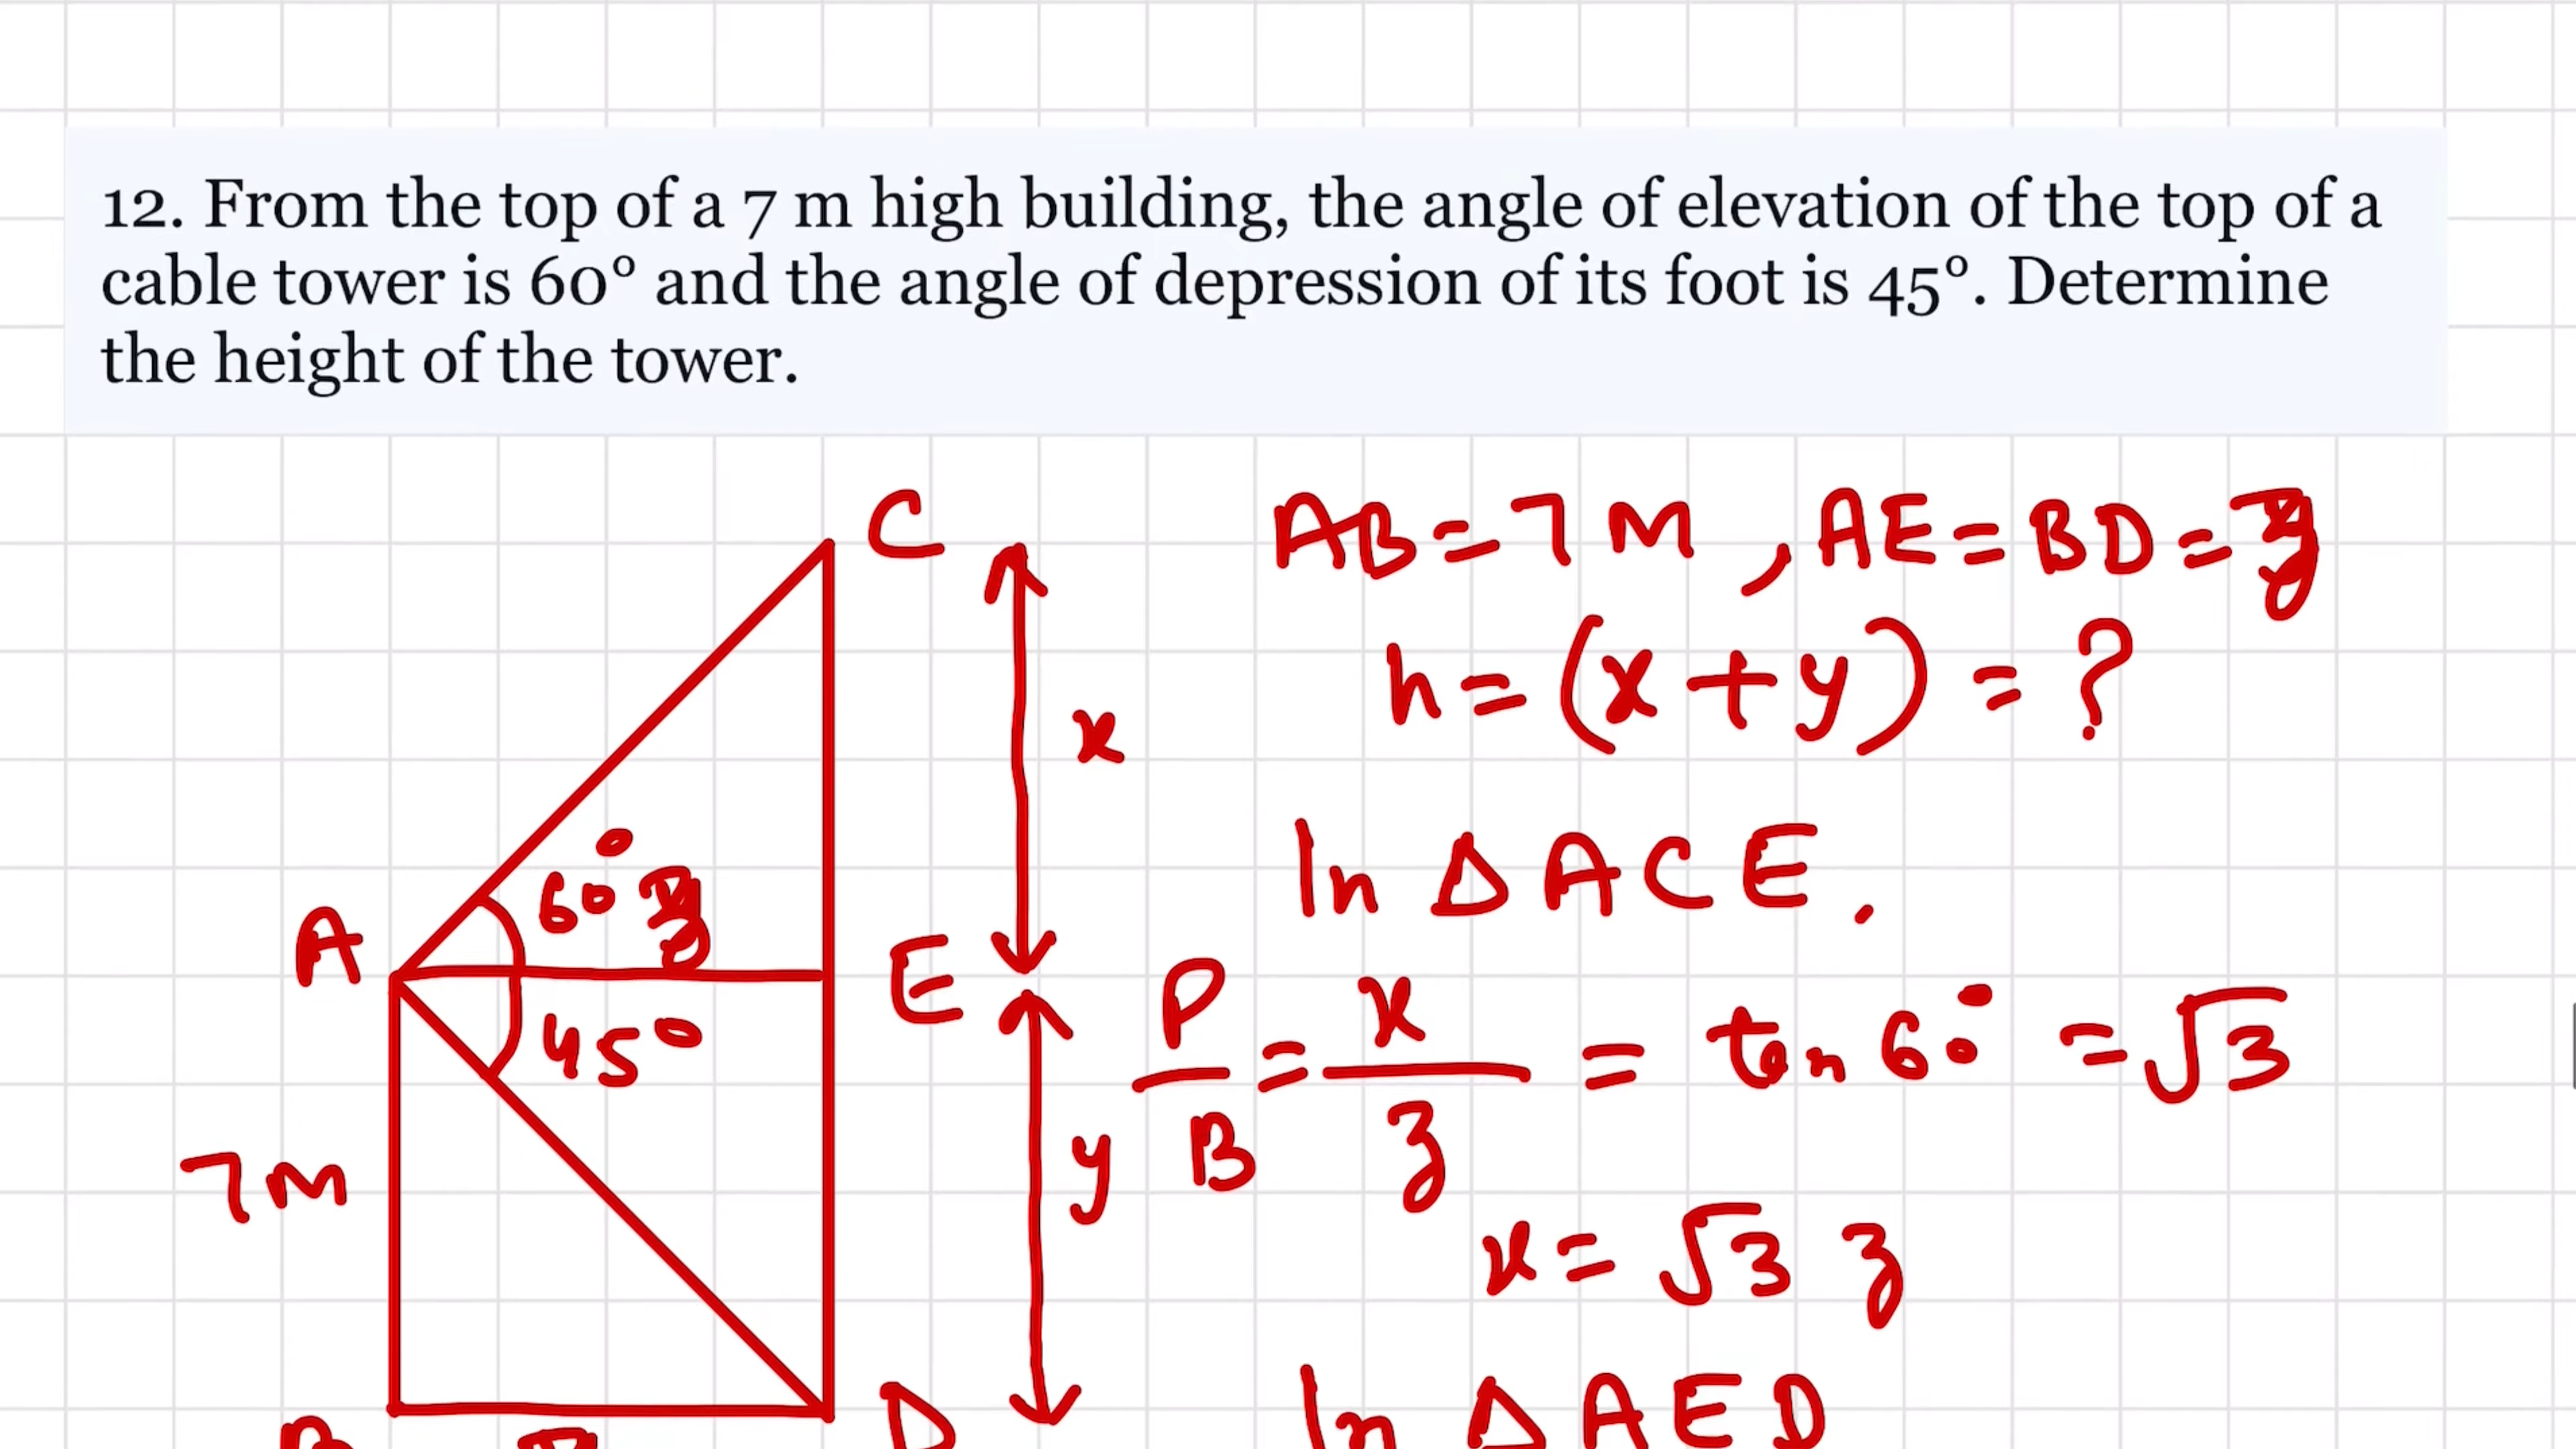 12. From the top of a 7 m high building, the angle of elevation of the top of a
cable tower is 60° and the angle of depression of its foot is 45°. Determine
the height of the tower.
C
AB = 7 M , AE = BD = z
h = (x + y) = ?
x
In Δ ACE.
60° z
A
E
45°
P/B = x/z = tan 60° = √3
7 M
y
x = √3 z
In Δ AED
B
D